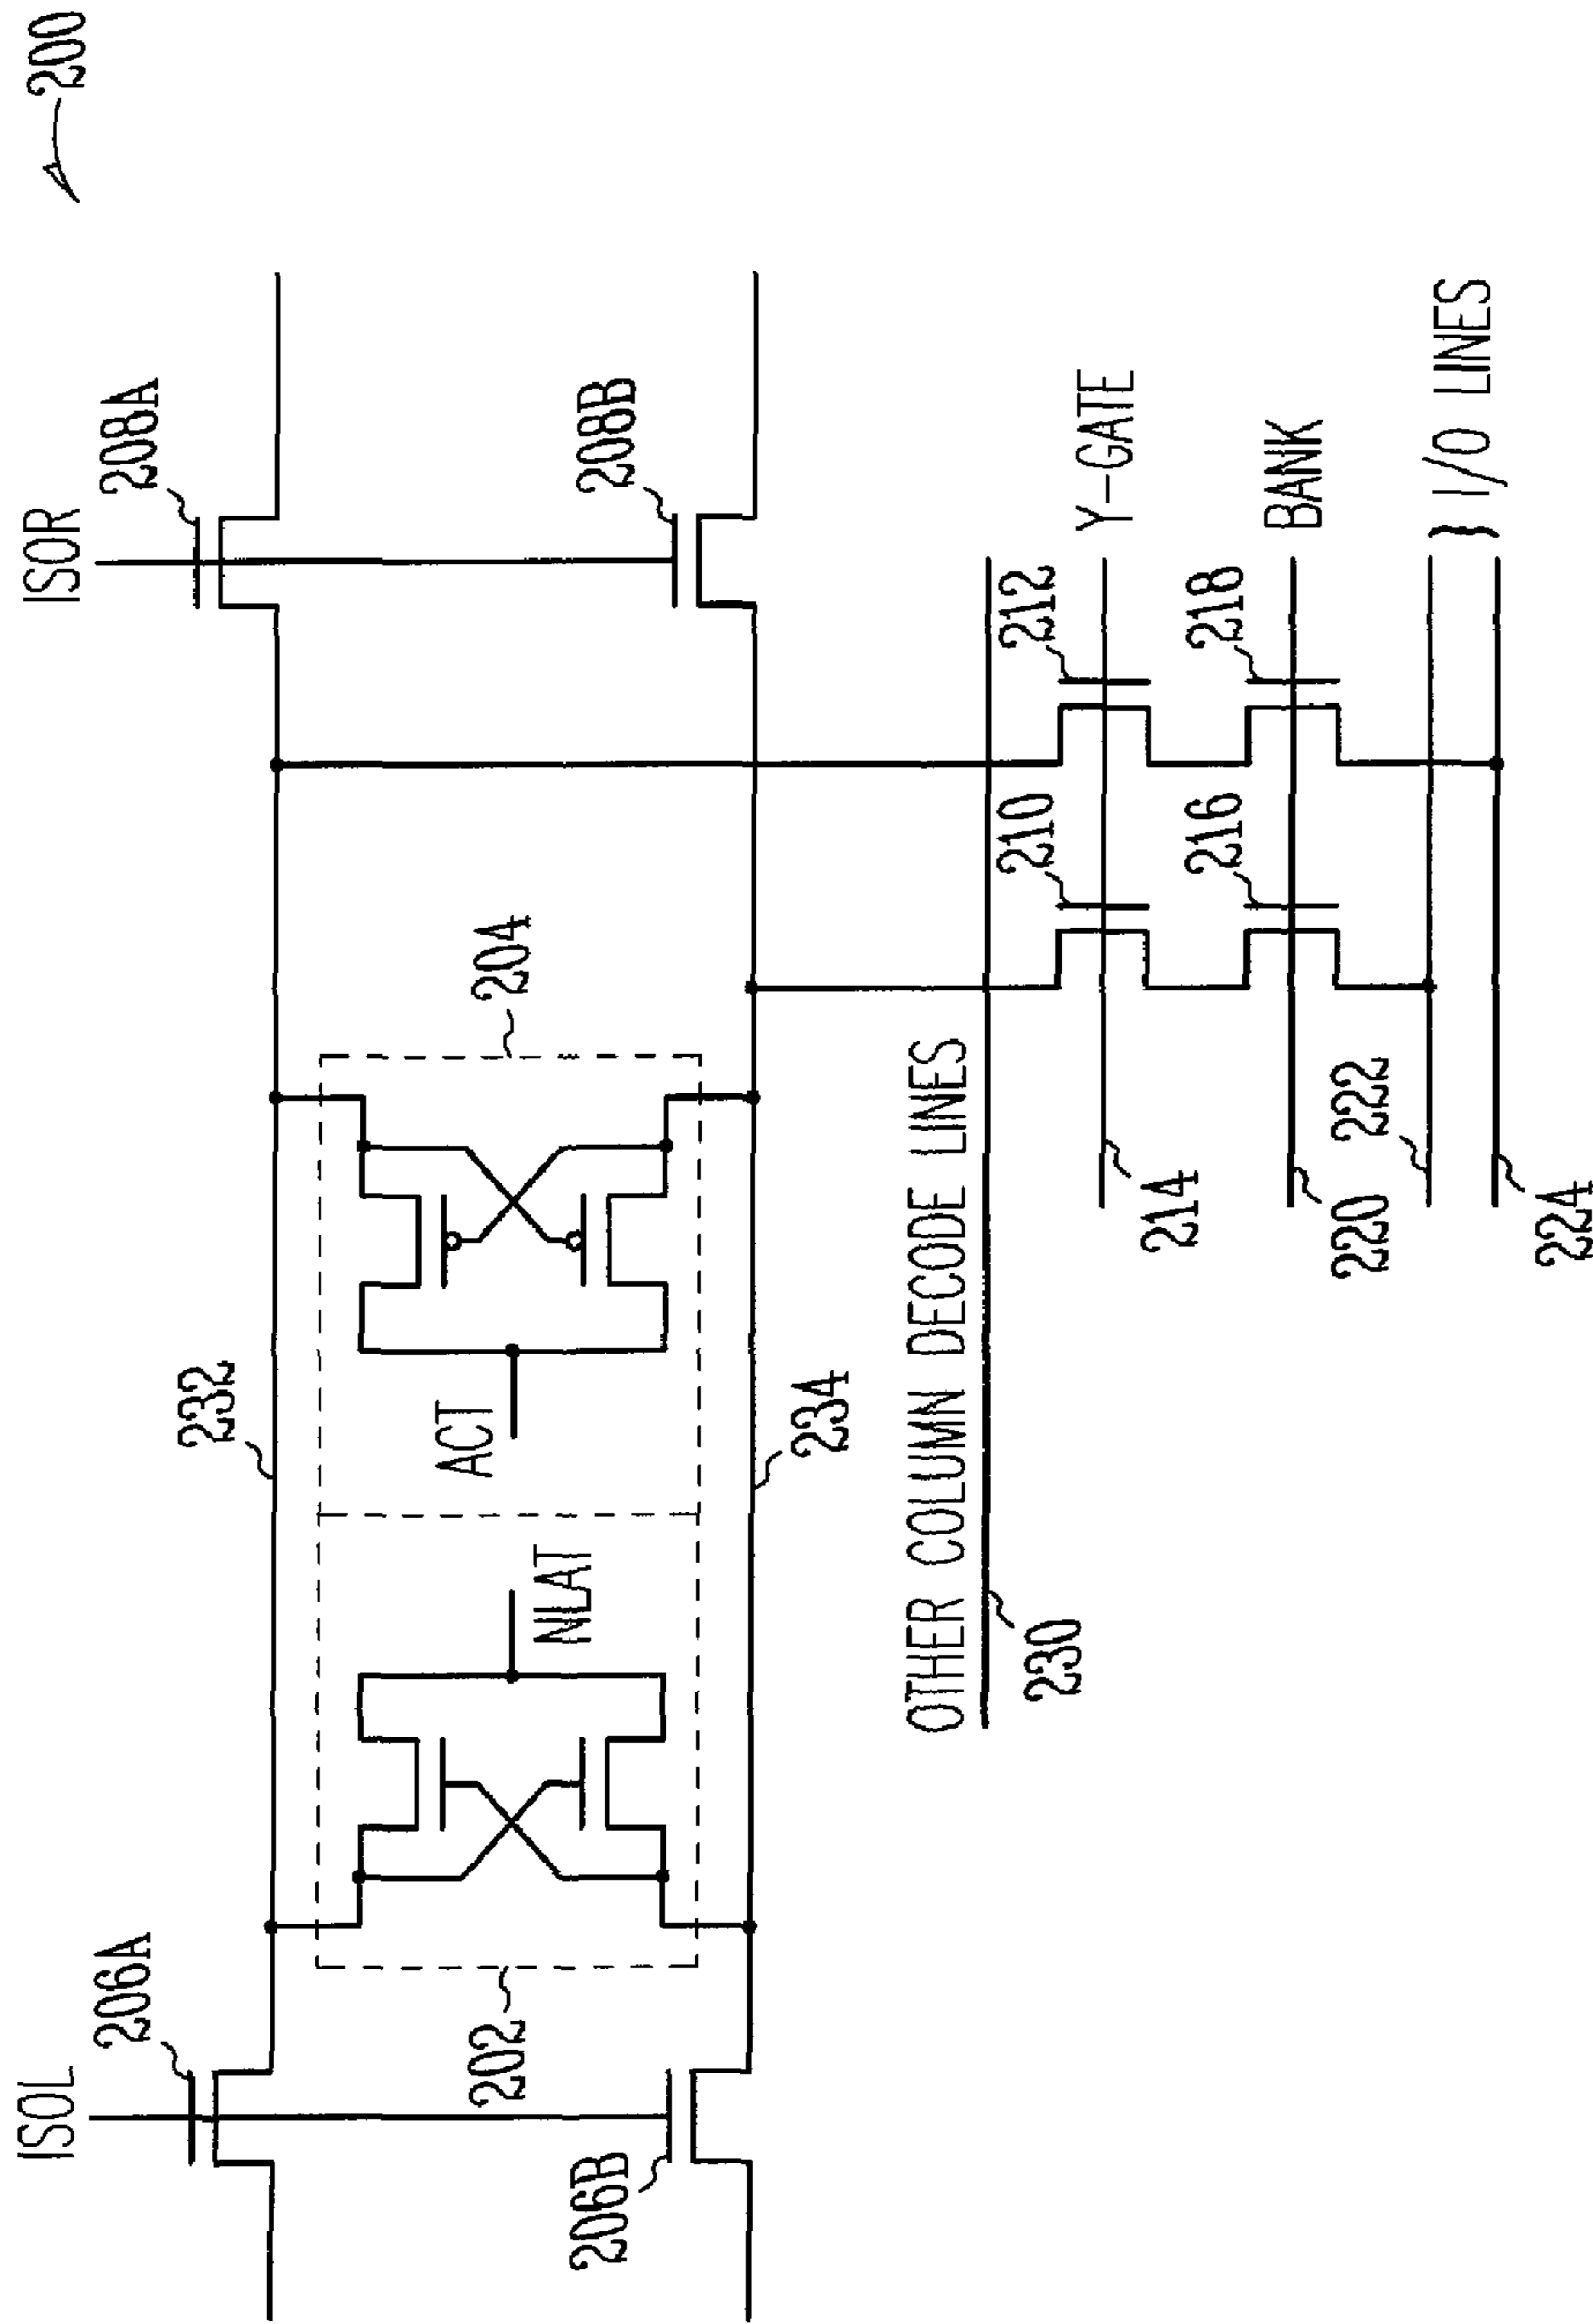 200
ISOL
206A
206B
202
NLAT
232
ACT
204
234
ISOR
208A
208B
OTHER COLUMN DECODE LINES
230
210
212
Y-GATE
214
216
218
BANK
220
222
} I/O LINES
224